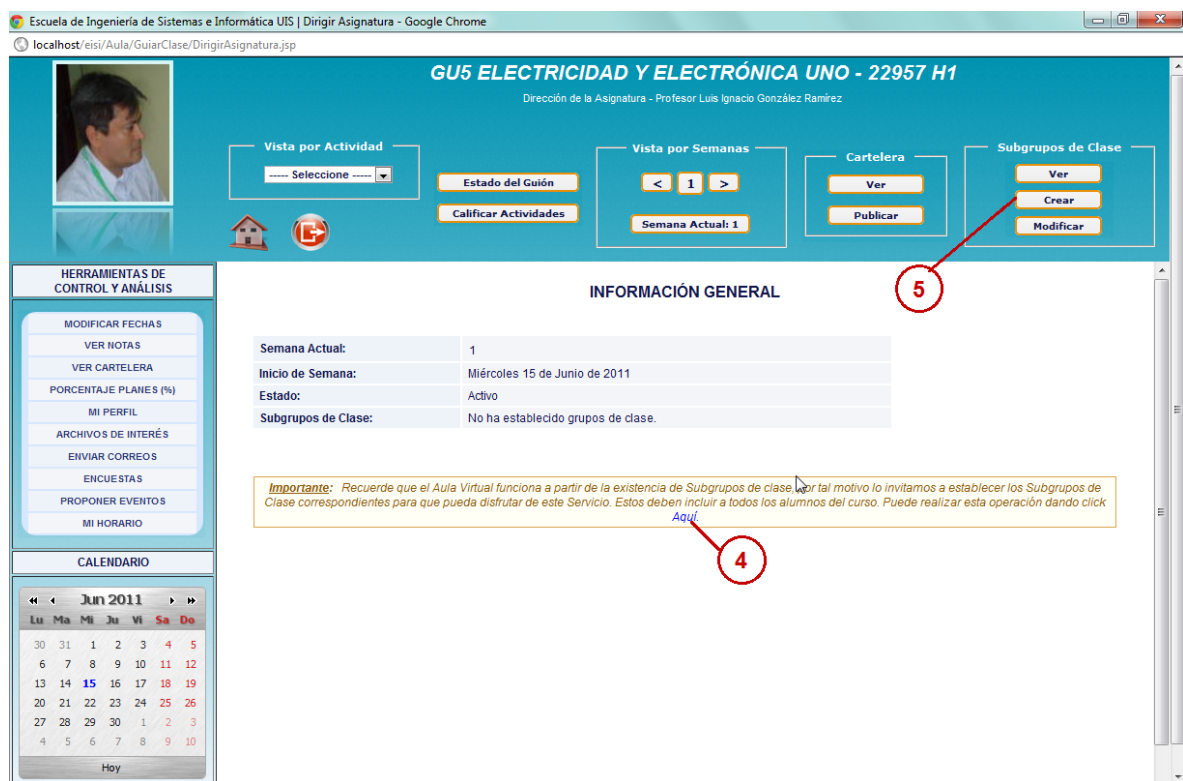 Escuela de Ingeniería de Sistemas e Informática UIS | Dirigir Asignatura - Google Chrome
localhost/eisi/Aula/GuiarClase/DirigirAsignatura.jsp
GU5 ELECTRICIDAD Y ELECTRÓNICA UNO - 22957 H1
Dirección de la Asignatura - Profesor Luis Ignacio González Ramírez
Vista por Actividad
----- Seleccione -----
Estado del Guión
Calificar Actividades
Vista por Semanas
< 1 >
Semana Actual: 1
Cartelera
Ver
Publicar
Subgrupos de Clase
Ver
Crear
Modificar
5
HERRAMIENTAS DE
CONTROL Y ANÁLISIS
MODIFICAR FECHAS
VER NOTAS
VER CARTELERA
PORCENTAJE PLANES (%)
MI PERFIL
ARCHIVOS DE INTERÉS
ENVIAR CORREOS
ENCUESTAS
PROPONER EVENTOS
MI HORARIO
INFORMACIÓN GENERAL
Semana Actual: 1
Inicio de Semana: Miércoles 15 de Junio de 2011
Estado: Activo
Subgrupos de Clase: No ha establecido grupos de clase.
Importante: Recuerde que el Aula Virtual funciona a partir de la existencia de Subgrupos de clase, por tal motivo lo invitamos a establecer los Subgrupos de
Clase correspondientes para que pueda disfrutar de este Servicio. Estos deben incluir a todos los alumnos del curso. Puede realizar esta operación dando click
Aquí.
4
CALENDARIO
Jun 2011
Lu Ma Mi Ju Vi Sa Do
30 31 1 2 3 4 5
6 7 8 9 10 11 12
13 14 15 16 17 18 19
20 21 22 23 24 25 26
27 28 29 30 1 2 3
4 5 6 7 8 9 10
Hoy